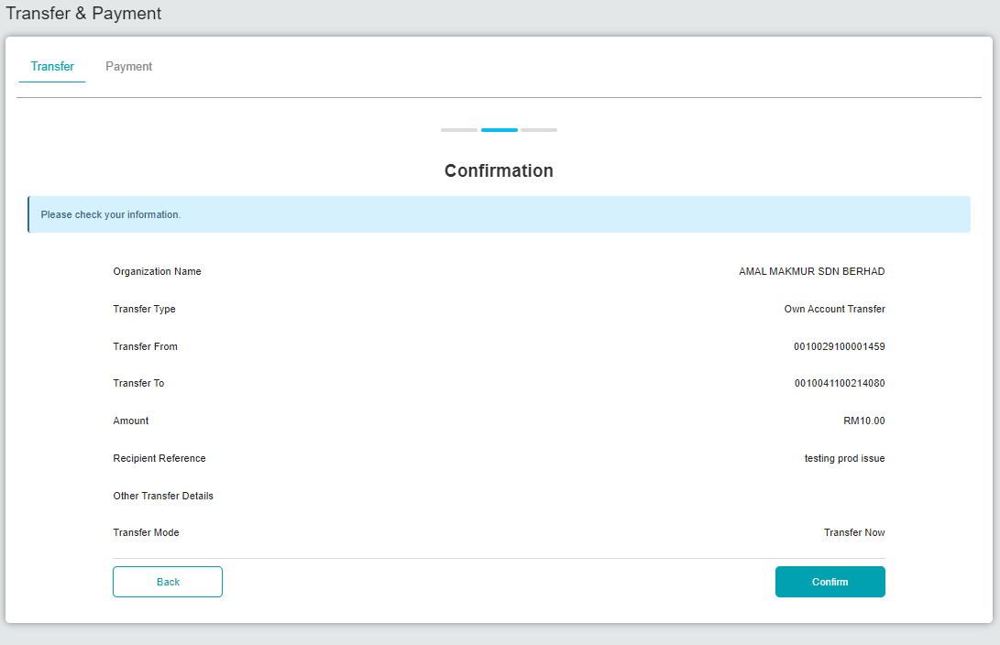 Transfer & Payment
Transfer Payment
Confirmation
Please check your information.
Organization Name AMAL MAKMUR SDN BERHAD
Transfer Type Own Account Transfer
Transfer From 0010029100001459
Transfer To 0010041100214080
Amount RM10.00
Recipient Reference testing prod issue
Other Transfer Details
Transfer Mode Transfer Now
Back Confirm